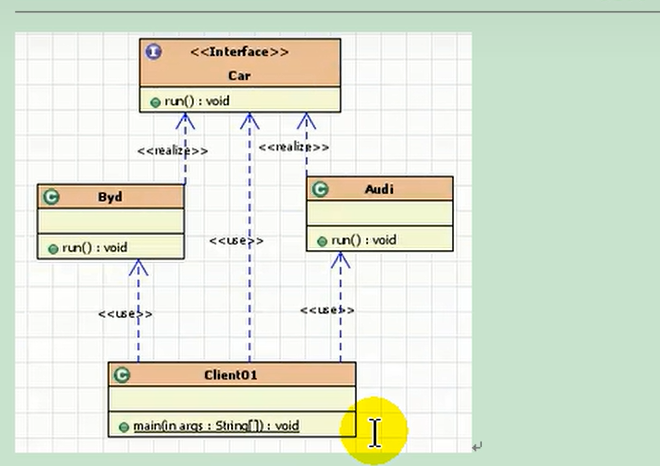 <<Interface>>
Car
run() : void
<<realize>>
<<realize>>
Byd
Audi
run() : void
run() : void
<<use>>
<<use>>
<<use>>
Client01
main(in args : String[]) : void